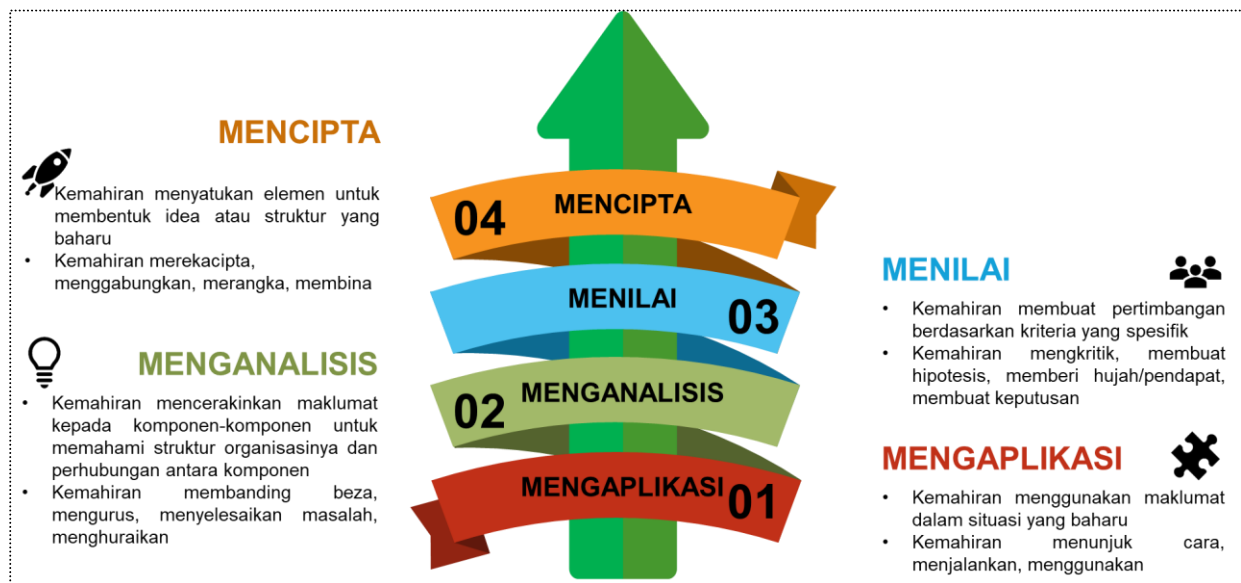 MENCIPTA
Kemahiran menyatukan elemen untuk
membentuk idea atau struktur yang
baharu
• Kemahiran merekacipta,
menggabungkan, merangka, membina
MENGANALISIS
• Kemahiran mencerakinkan maklumat
kepada komponen-komponen untuk
memahami struktur organisasinya dan
perhubungan antara komponen
• Kemahiran membanding beza,
mengurus, menyelesaikan masalah,
menghuraikan
04 MENCIPTA
MENILAI 03
02 MENGANALISIS
MENGAPLIKASI 01
MENILAI
• Kemahiran membuat pertimbangan
berdasarkan kriteria yang spesifik
• Kemahiran mengkritik, membuat
hipotesis, memberi hujah/pendapat,
membuat keputusan
MENGAPLIKASI
• Kemahiran menggunakan maklumat
dalam situasi yang baharu
• Kemahiran menunjuk cara,
menjalankan, menggunakan